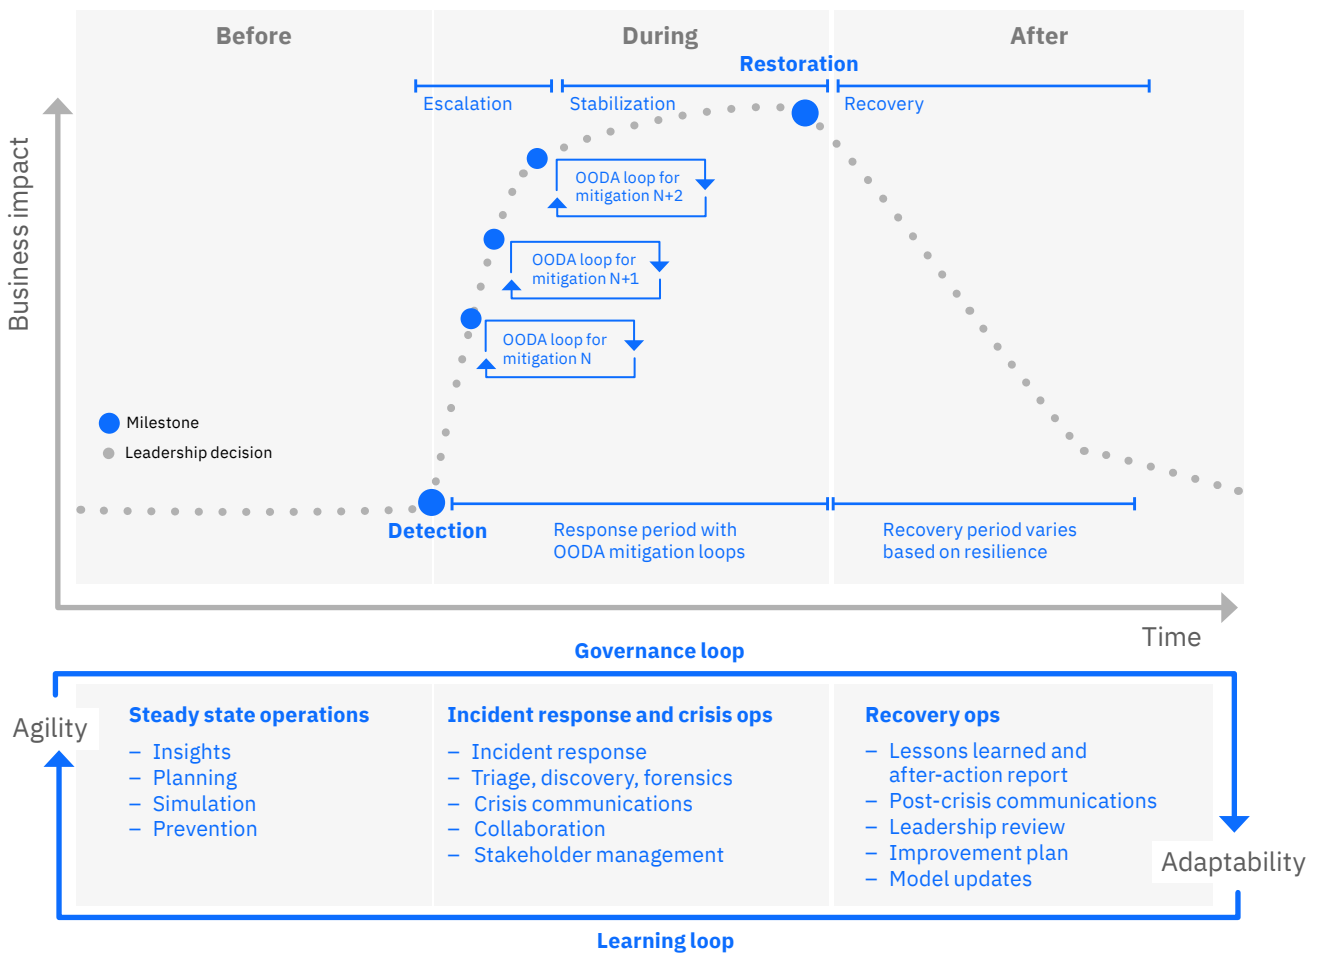 Before
During
After
Restoration
Escalation
Stabilization
Recovery
Business impact
OODA loop for
mitigation N+2
OODA loop for
mitigation N+1
OODA loop for
mitigation N
Milestone
Leadership decision
Detection
Response period with
OODA mitigation loops
Recovery period varies
based on resilience
Time
Governance loop
Agility
Steady state operations
– Insights
– Planning
– Simulation
– Prevention
Incident response and crisis ops
– Incident response
– Triage, discovery, forensics
– Crisis communications
– Collaboration
– Stakeholder management
Recovery ops
– Lessons learned and
after-action report
– Post-crisis communications
– Leadership review
– Improvement plan
– Model updates
Adaptability
Learning loop